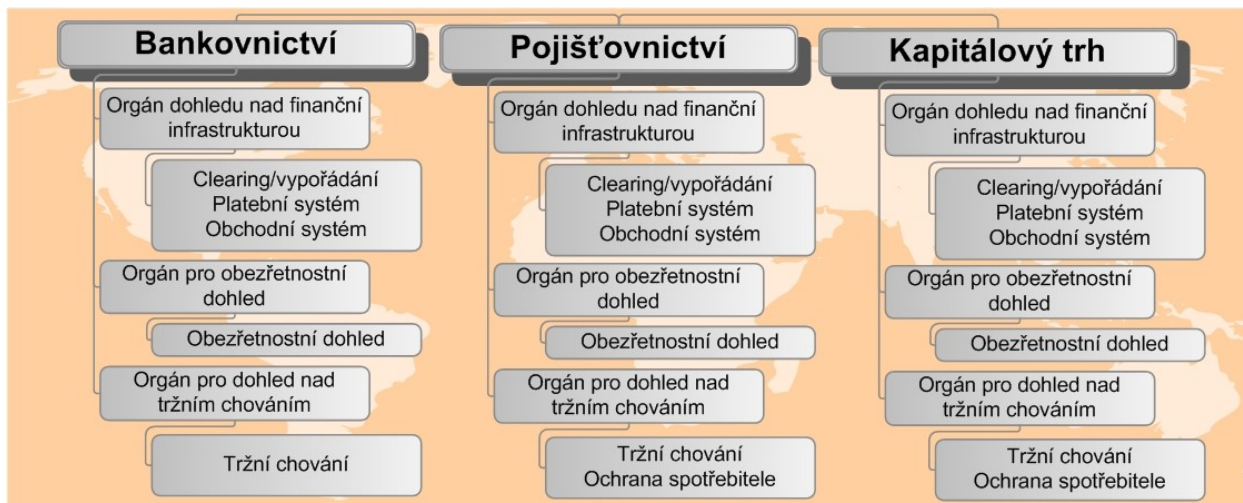 Bankovnictví
Orgán dohledu nad finanční
infrastrukturou
Clearing/vypořádání
Platební systém
Obchodní systém
Orgán pro obezřetnostní
dohled
Obezřetnostní dohled
Orgán pro dohled nad
tržním chováním
Tržní chování
Pojišťovnictví
Orgán dohledu nad finanční
infrastrukturou
Clearing/vypořádání
Platební systém
Obchodní systém
Orgán pro obezřetnostní
dohled
Obezřetnostní dohled
Orgán pro dohled nad
tržním chováním
Tržní chování
Ochrana spotřebitele
Kapitálový trh
Orgán dohledu nad finanční
infrastrukturou
Clearing/vypořádání
Platební systém
Obchodní systém
Orgán pro obezřetnostní
dohled
Obezřetnostní dohled
Orgán pro dohled nad
tržním chováním
Tržní chování
Ochrana spotřebitele